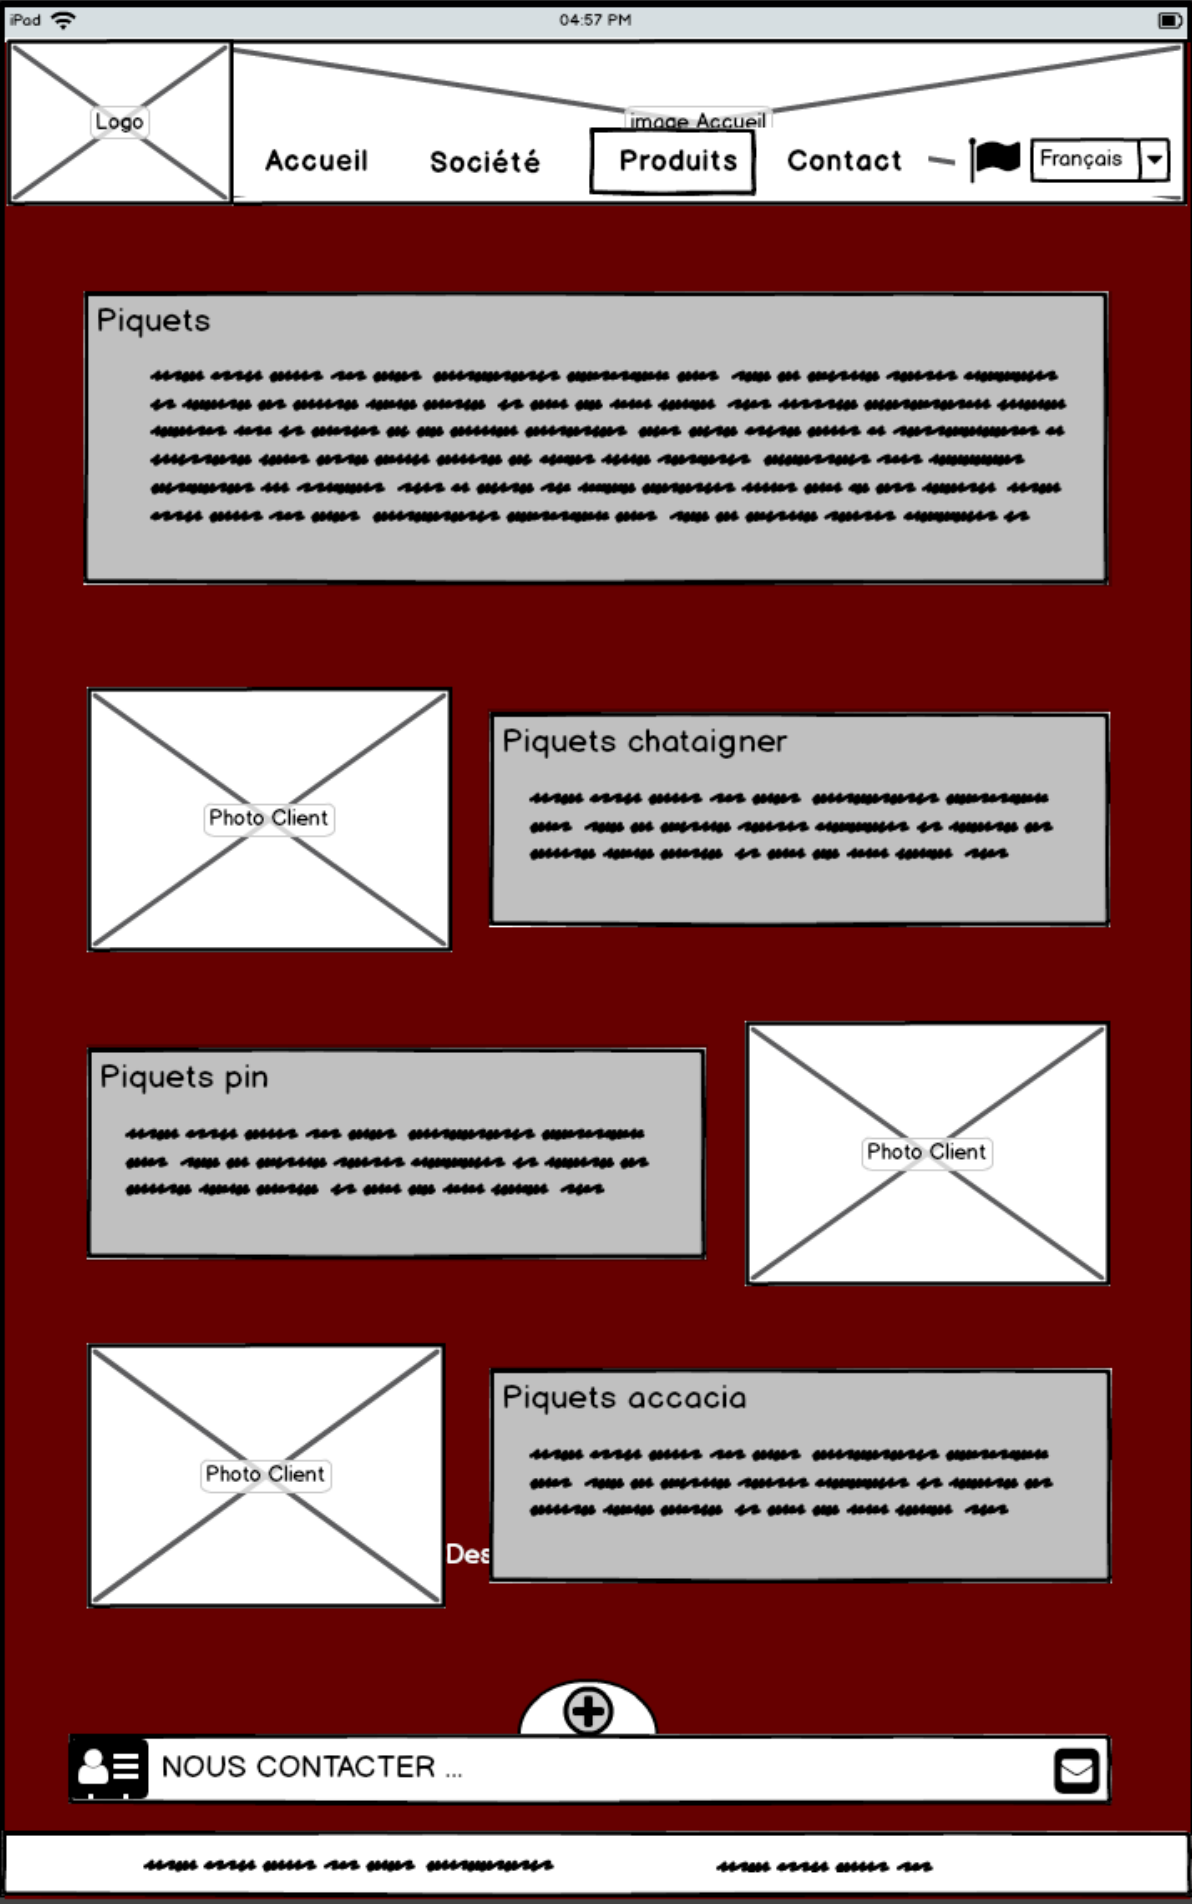 iPad 04:57 PM
Logo
image Accueil
Accueil Société Produits Contact Français
Piquets
Photo Client
Piquets chataigner
Piquets pin
Photo Client
Photo Client
Piquets accacia
Des
NOUS CONTACTER ...